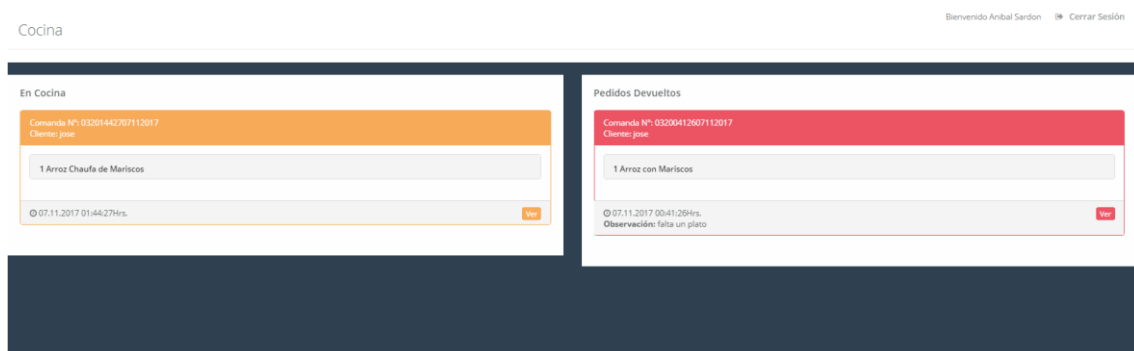 Bienvenido Anibal Sardon Cerrar Sesión
Cocina
En Cocina
Comanda N°: 03201442707112017
Cliente: jose
1 Arroz Chaufa de Mariscos
07.11.2017 01:44:27Hrs.
Ver
Pedidos Devueltos
Comanda N°: 03200412607112017
Cliente: jose
1 Arroz con Mariscos
07.11.2017 00:41:26Hrs.
Observación: falta un plato
Ver